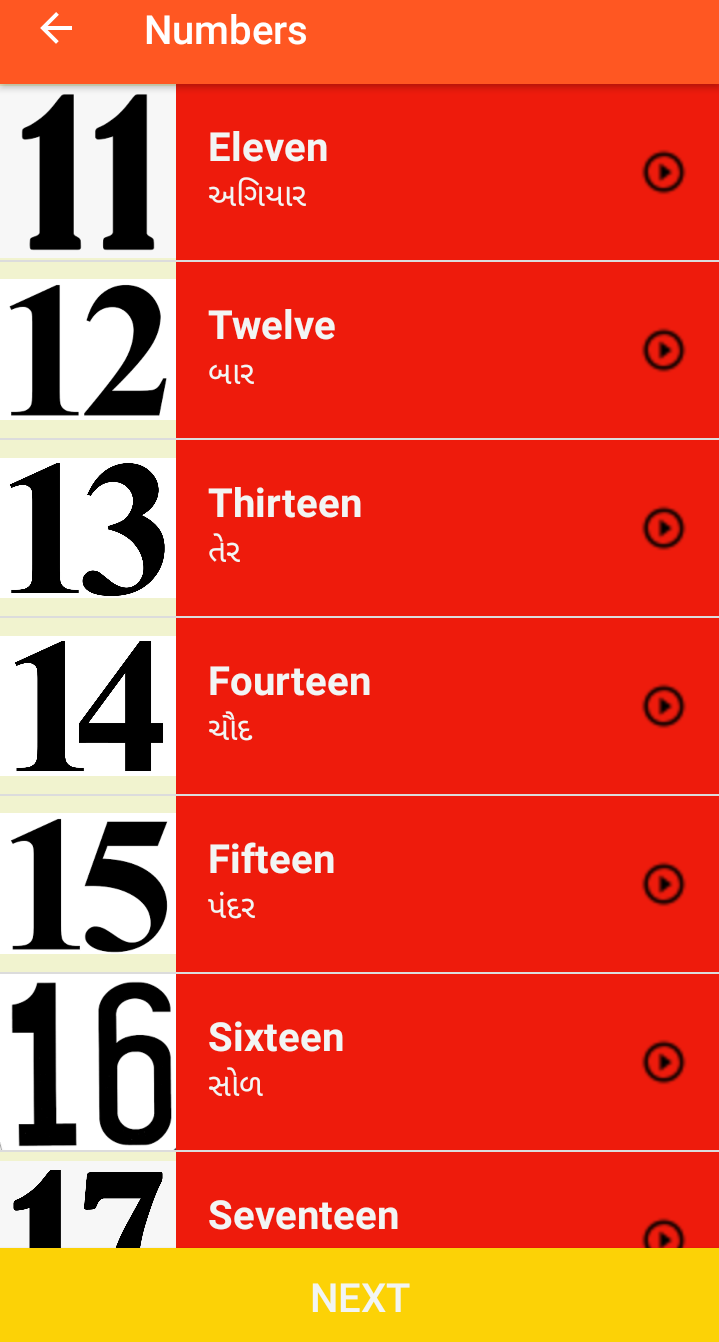 Numbers
11
Eleven
અગિયાર
12
Twelve
બાર
13
Thirteen
તેર
14
Fourteen
ચૌદ
15
Fifteen
પંદર
16
Sixteen
સોળ
17
Seventeen
NEXT